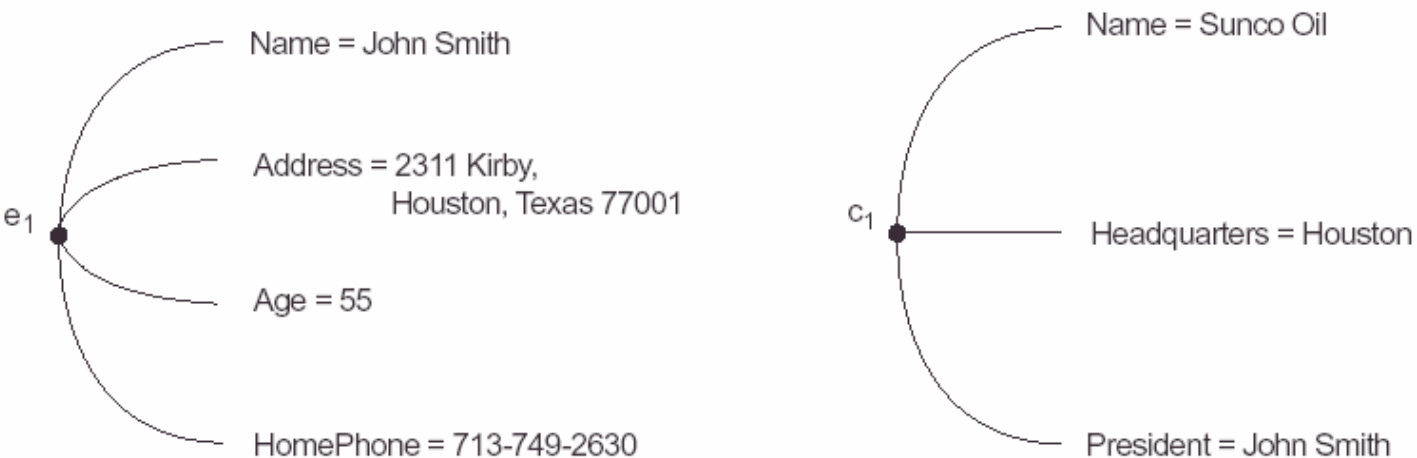 Name = John Smith
Address = 2311 Kirby,
Houston, Texas 77001
e1
Age = 55
HomePhone = 713-749-2630
Name = Sunco Oil
c1
Headquarters = Houston
President = John Smith